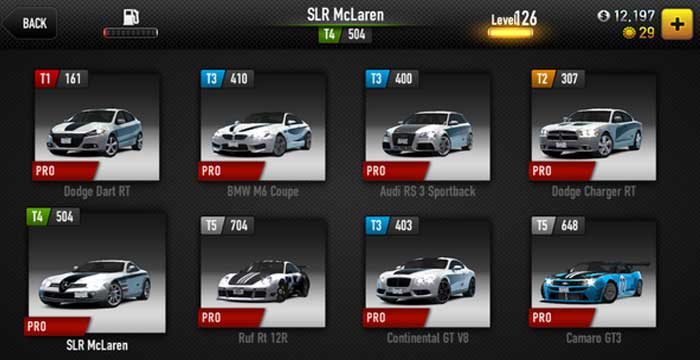 BACK
SLR McLaren
T4 504
Level 126
12,197
29
T1 161
T3 410
T3 400
T2 307
PRO
PRO
PRO
PRO
Dodge Dart RT
BMW M6 Coupe
Audi RS 3 Sportback
Dodge Charger RT
T4 504
T5 704
T3 403
T5 648
PRO
PRO
PRO
PRO
SLR McLaren
Ruf Rt 12R
Continental GT V8
Camaro GT3